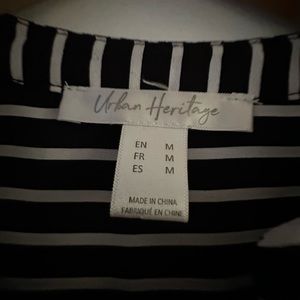 Urban Heritage
EN M
FR M
ES M
MADE IN CHINA
FABRIQUÉ EN CHINE